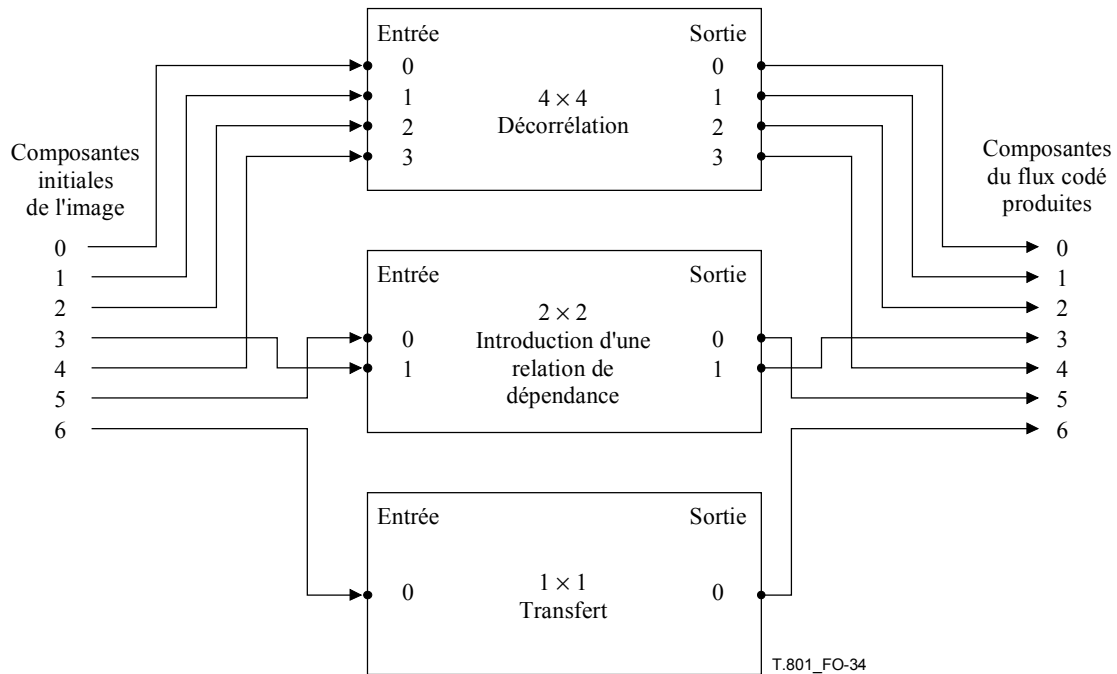 Composantes
initiales
de l'image
0
1
2
3
4
5
6
Entrée
Sortie
0
0
1
1
2
2
3
3
4 × 4
Décorrélation
Entrée
Sortie
0
0
1
1
2 × 2
Introduction d'une
relation de
dépendance
Entrée
Sortie
0
0
1 × 1
Transfert
Composantes
du flux codé
produites
0
1
2
3
4
5
6
T.801_FO-34